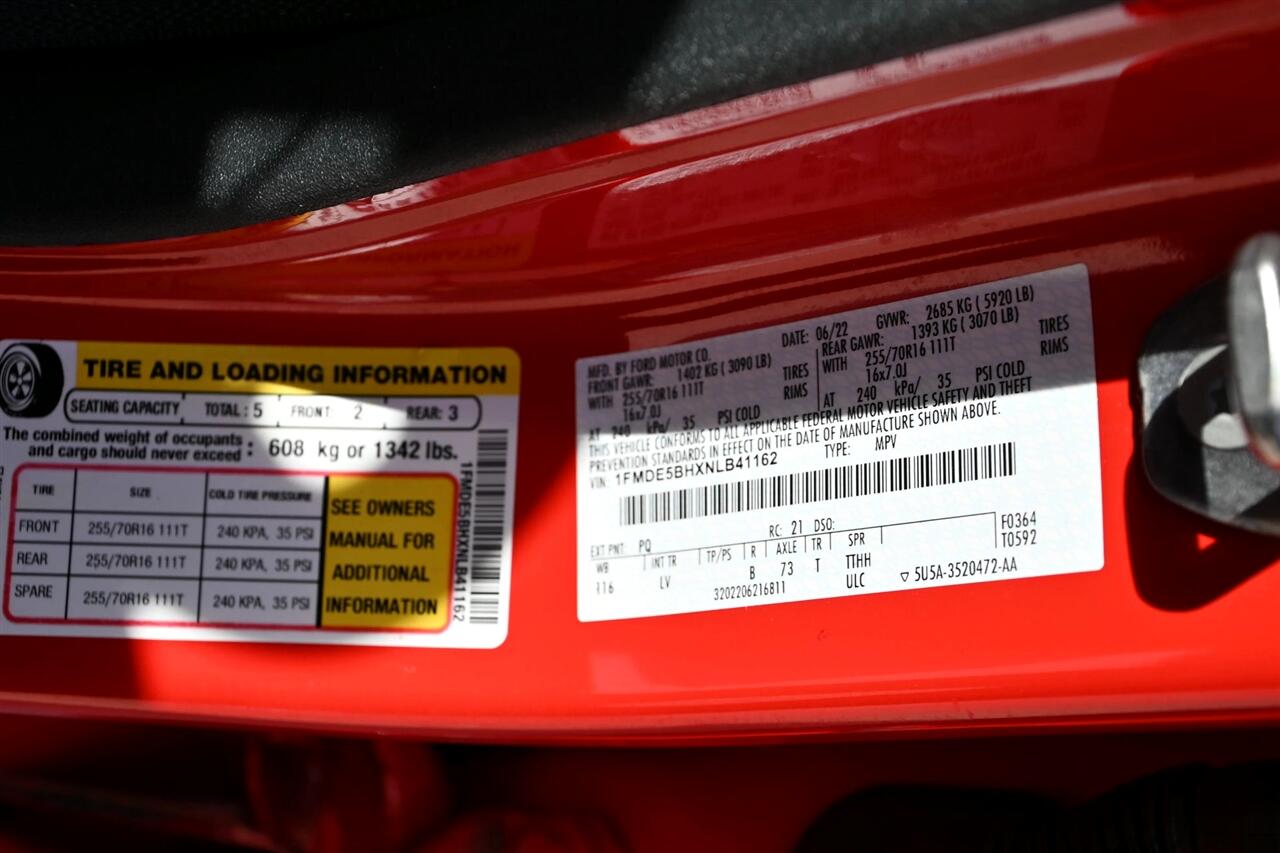 TIRE AND LOADING INFORMATION
SEATING CAPACITY TOTAL : 5 FRONT: 2 REAR: 3
The combined weight of occupants
and cargo should never exceed : 608 kg or 1342 lbs.
TIRE SIZE COLD TIRE PRESSURE
FRONT 255/70R16 111T 240 KPA, 35 PSI
REAR 255/70R16 111T 240 KPA, 35 PSI
SPARE 255/70R16 111T 240 KPA, 35 PSI
SEE OWNERS
MANUAL FOR
ADDITIONAL
INFORMATION
1FMDE5BHXNLB41162
MFD. BY FORD MOTOR CO. DATE: 06/22 GVWR: 2685 KG ( 5920 LB)
FRONT GAWR: 1402 KG ( 3090 LB) REAR GAWR: 1393 KG ( 3070 LB)
WITH 255/70R16 111T TIRES WITH 255/70R16 111T TIRES
16x7.0J RIMS 16x7.0J RIMS
AT 240 kPa/ 35 PSI COLD AT 240 kPa/ 35 PSI COLD
THIS VEHICLE CONFORMS TO ALL APPLICABLE FEDERAL MOTOR VEHICLE SAFETY AND THEFT
PREVENTION STANDARDS IN EFFECT ON THE DATE OF MANUFACTURE SHOWN ABOVE.
VIN: 1FMDE5BHXNLB41162 TYPE: MPV
RC: 21 DSO:
EXT PNT: PQ F0364
WB INT TR TP/PS R AXLE TR SPR T0592
116 LV B 73 T TTHH
ULC
3202206216811 5U5A-3520472-AA